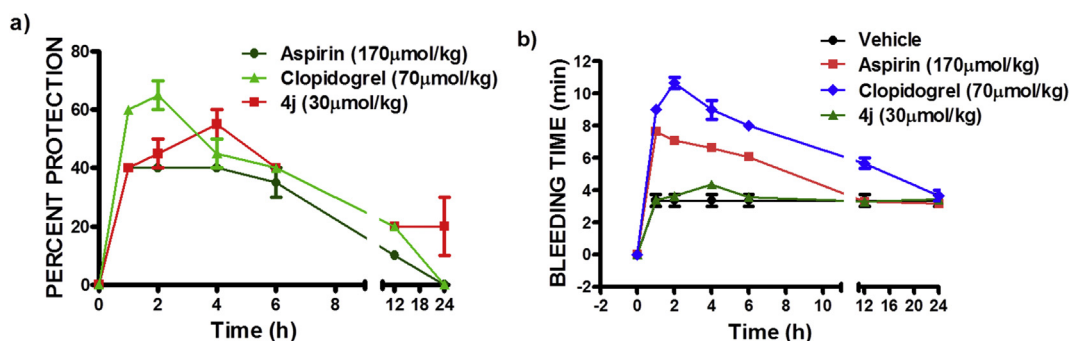 a)
PERCENT PROTECTION
80
60
40
20
0
Aspirin (170μmol/kg)
Clopidogrel (70μmol/kg)
4j (30μmol/kg)
0 2 4 6 8 12 18 24
Time (h)
b)
BLEEDING TIME (min)
12
10
8
6
4
2
0
Vehicle
Aspirin (170μmol/kg)
Clopidogrel (70μmol/kg)
4j (30μmol/kg)
-2 0 2 4 6 8 10 12 16 20 24
Time (h)